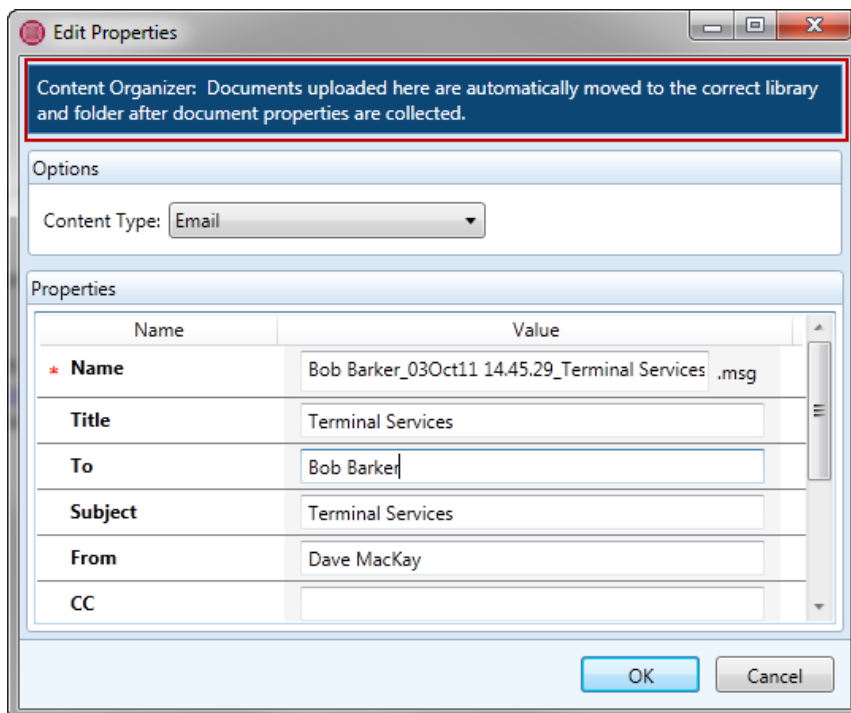 Edit Properties
Content Organizer: Documents uploaded here are automatically moved to the correct library
and folder after document properties are collected.
Options
Content Type: Email
Properties
Name Value
* Name Bob Barker_03Oct11 14.45.29_Terminal Services .msg
Title Terminal Services
To Bob Barker
Subject Terminal Services
From Dave MacKay
CC
OK Cancel